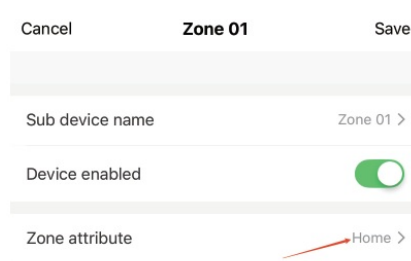 Cancel Zone 01 Save
Sub device name Zone 01 >
Device enabled
Zone attribute Home >